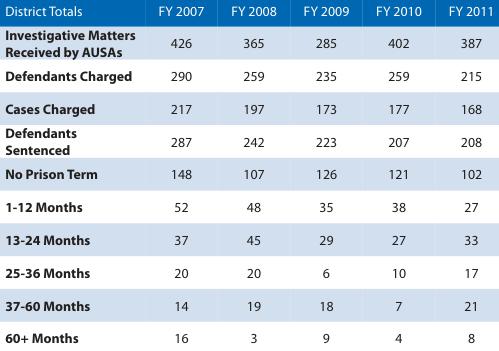 District Totals FY 2007 FY 2008 FY 2009 FY 2010 FY 2011
Investigative Matters
Received by AUSAs 426 365 285 402 387
Defendants Charged 290 259 235 259 215
Cases Charged 217 197 173 177 168
Defendants
Sentenced 287 242 223 207 208
No Prison Term 148 107 126 121 102
1-12 Months 52 48 35 38 27
13-24 Months 37 45 29 27 33
25-36 Months 20 20 6 10 17
37-60 Months 14 19 18 7 21
60+ Months 16 3 9 4 8